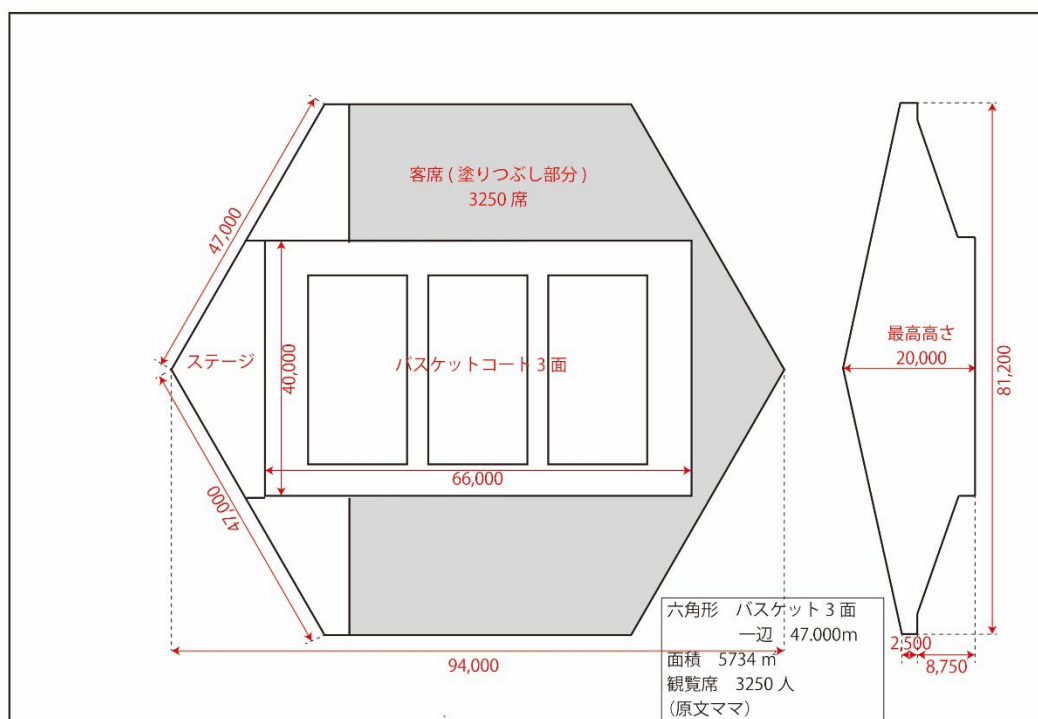 客席 ( 塗りつぶし部分 )
3250 席
47,000
ステージ
40,000
バスケットコート 3 面
66,000
47,000
94,000
最高高さ
20,000
81,200
2,500
8,750
六角形　バスケット 3 面
一辺　47.000m
面積　5734 ㎡
観覧席　3250 人
（原文ママ）